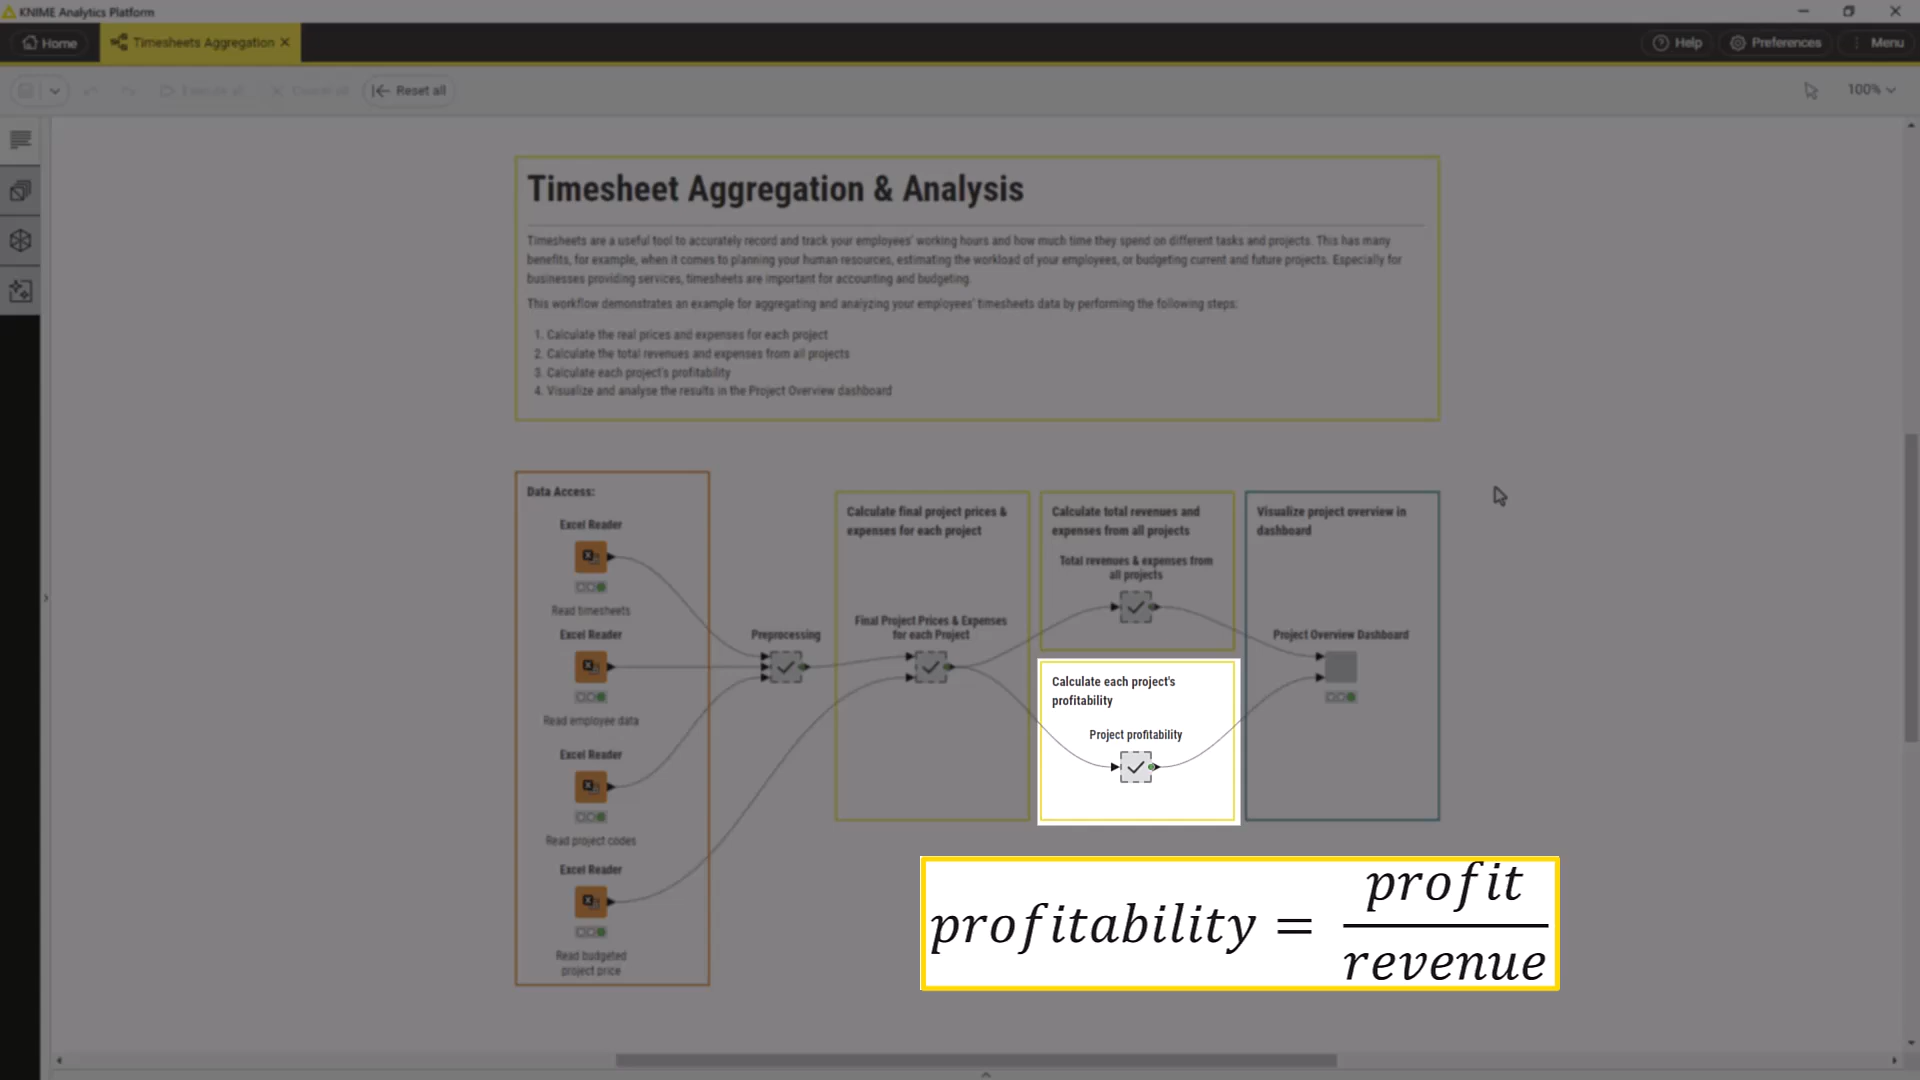 KNIME Analytics Platform
Home
Timesheets Aggregation
Help
Preferences
Menu
Execute all
Cancel all
Reset all
100%
Timesheet Aggregation & Analysis
Timesheets are a useful tool to accurately record and track your employees' working hours and how much time they spend on different tasks and projects. This has many
benefits, for example, when it comes to planning your human resources, estimating the workload of your employees, or budgeting current and future projects. Especially for
businesses providing services, timesheets are important for accounting and budgeting.
This workflow demonstrates an example for aggregating and analyzing your employees' timesheets data by performing the following steps:
1. Calculate the real prices and expenses for each project
2. Calculate the total revenues and expenses from all projects
3. Calculate each project's profitability
4. Visualize and analyse the results in the Project Overview dashboard
Data Access:
Excel Reader
Read timesheets
Excel Reader
Read employee data
Excel Reader
Read project codes
Excel Reader
Read budgeted
project price
Preprocessing
Calculate final project prices &
expenses for each project
Final Project Prices & Expenses
for each Project
Calculate total revenues and
expenses from all projects
Total revenues & expenses from
all projects
Calculate each project's
profitability
Project profitability
Visualize project overview in
dashboard
Project Overview Dashboard
profitability = profit
revenue